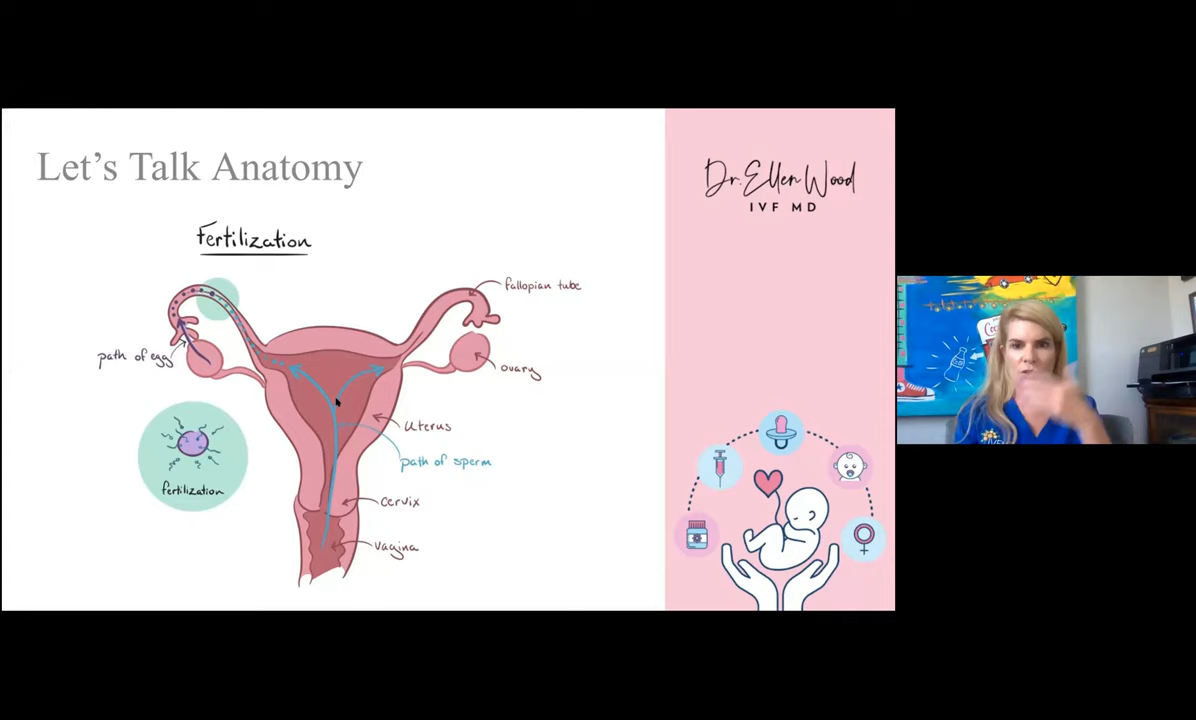 Let's Talk Anatomy
Fertilization
fallopian tube
path of egg
ovary
uterus
path of sperm
fertilization
cervix
vagina
Dr. Ellen Wood
IVF MD